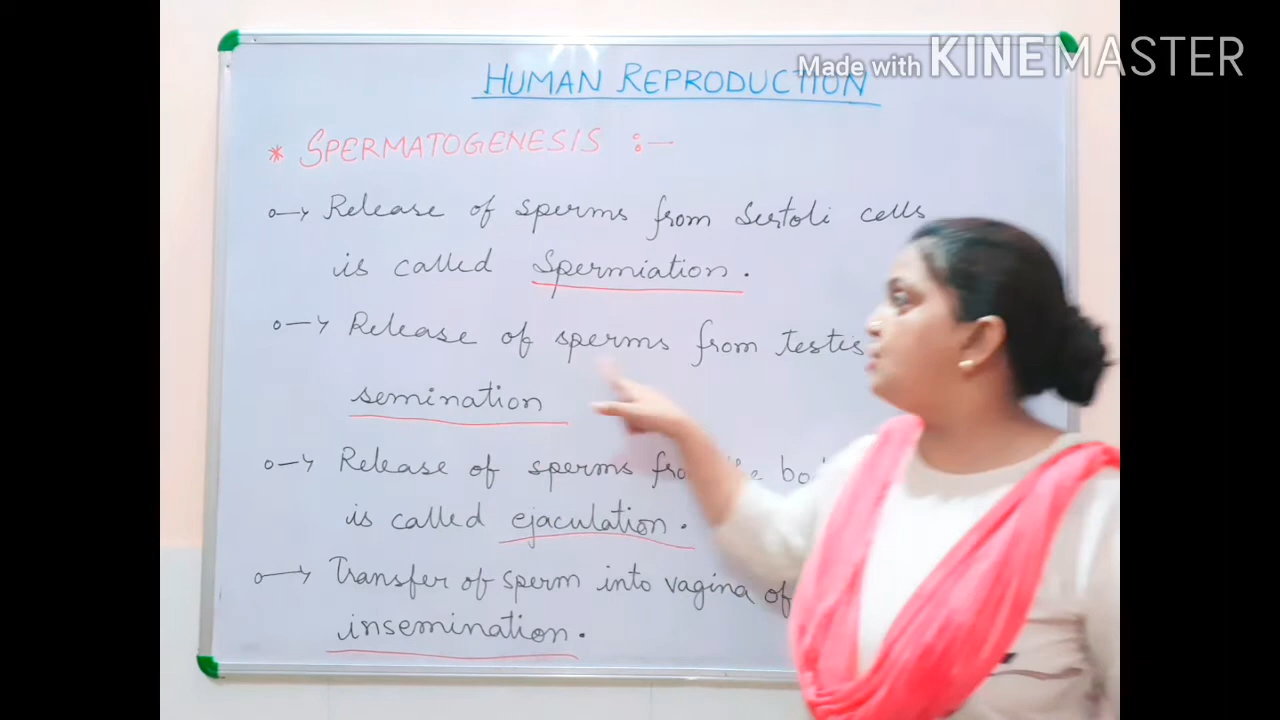 Made with KINEMASTER
HUMAN REPRODUCTION
* SPERMATOGENESIS :-
Release of sperms from Sertoli cells
is called Spermiation.
Release of sperms from testis
semination
Release of sperms
is called ejaculation.
Transfer of sperm into vagina of
insemination.